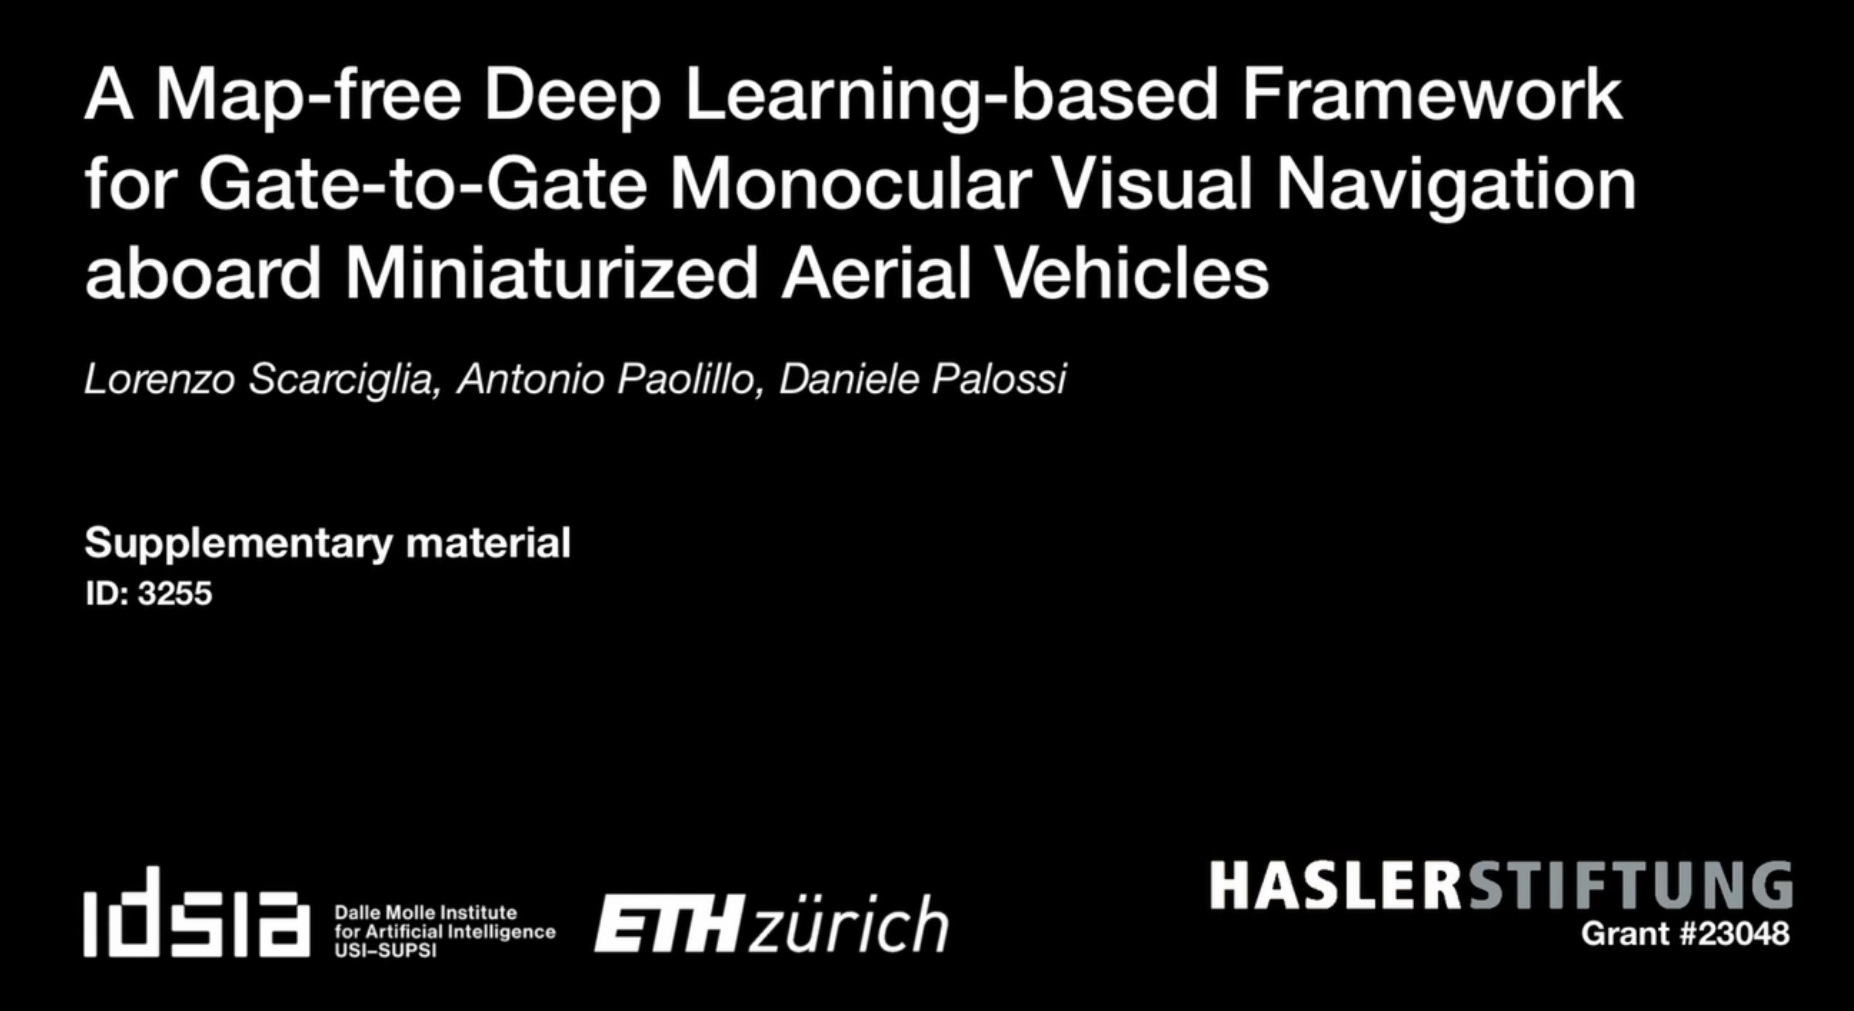 A Map-free Deep Learning-based Framework
for Gate-to-Gate Monocular Visual Navigation
aboard Miniaturized Aerial Vehicles
Lorenzo Scarciglia, Antonio Paolillo, Daniele Palossi
Supplementary material
ID: 3255
idsia
Dalle Molle Institute
for Artificial Intelligence
USI–SUPSI
ETH zürich
HASLERSTIFTUNG
Grant #23048